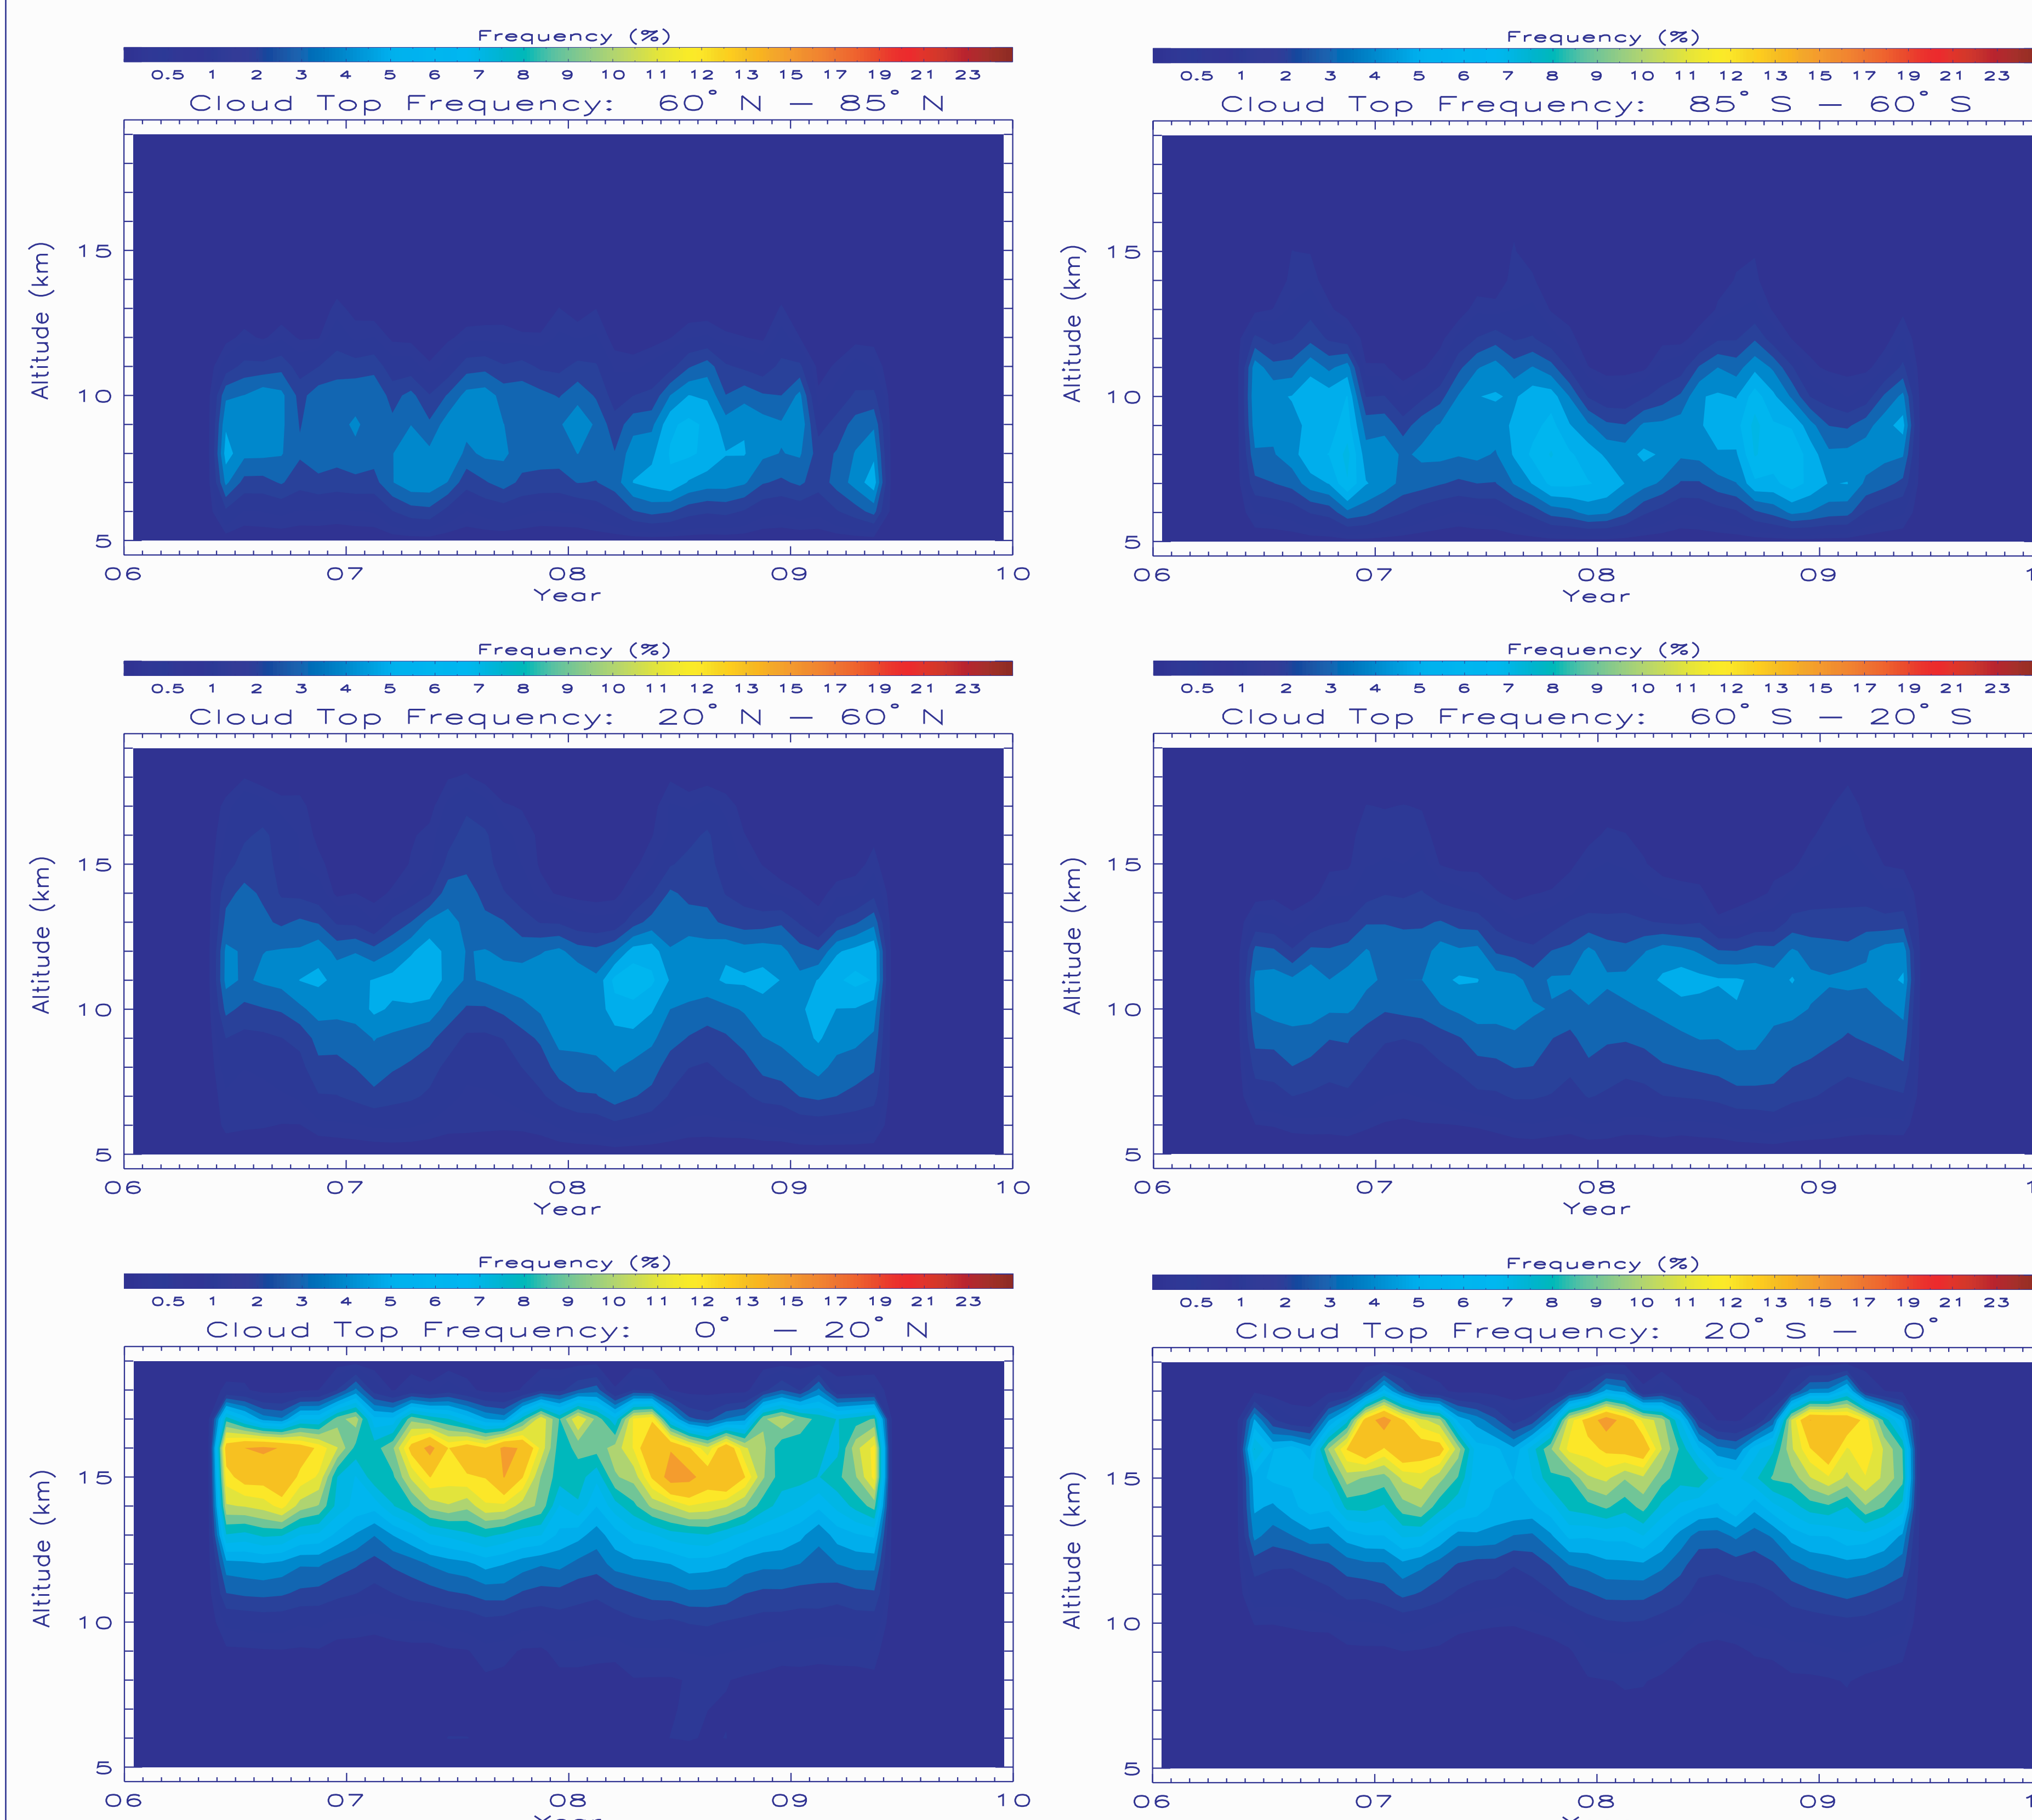 Frequency (%)
0.5 1 2 3 4 5 6 7 8 9 10 11 12 13 15 17 19 21 23
Cloud Top Frequency: 60° N – 85° N
Altitude (km)
15
10
5
06 07 08 09 10
Year
Frequency (%)
0.5 1 2 3 4 5 6 7 8 9 10 11 12 13 15 17 19 21 23
Cloud Top Frequency: 85° S – 60° S
Altitude (km)
15
10
5
06 07 08 09
Year
Frequency (%)
0.5 1 2 3 4 5 6 7 8 9 10 11 12 13 15 17 19 21 23
Cloud Top Frequency: 20° N – 60° N
Altitude (km)
15
10
5
06 07 08 09 10
Year
Frequency (%)
0.5 1 2 3 4 5 6 7 8 9 10 11 12 13 15 17 19 21 23
Cloud Top Frequency: 60° S – 20° S
Altitude (km)
15
10
5
06 07 08 09
Year
Frequency (%)
0.5 1 2 3 4 5 6 7 8 9 10 11 12 13 15 17 19 21 23
Cloud Top Frequency: 0° – 20° N
Altitude (km)
15
10
5
06 07 08 09 10
Frequency (%)
0.5 1 2 3 4 5 6 7 8 9 10 11 12 13 15 17 19 21 23
Cloud Top Frequency: 20° S – 0°
Altitude (km)
15
10
5
06 07 08 09